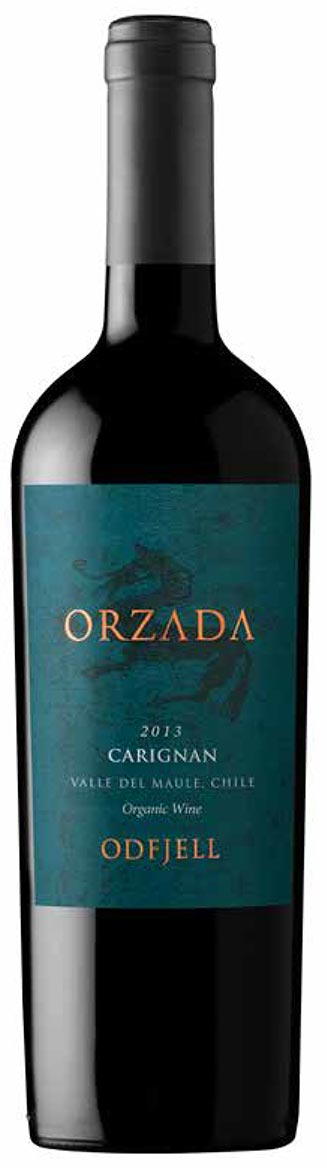 ORZADA
2013
CARIGNAN
VALLE DEL MAULE, CHILE
Organic Wine
ODFJELL